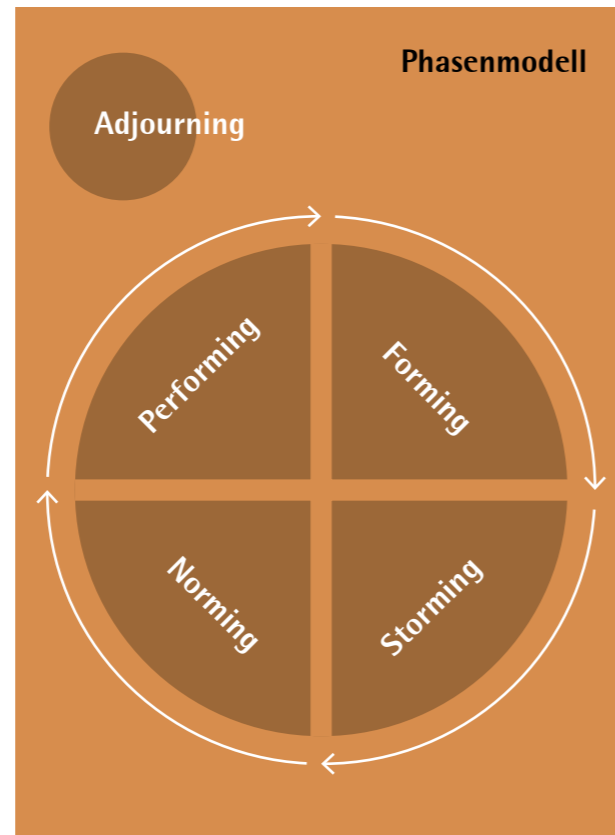 Phasenmodell
Adjourning
Performing
Forming
Norming
Storming